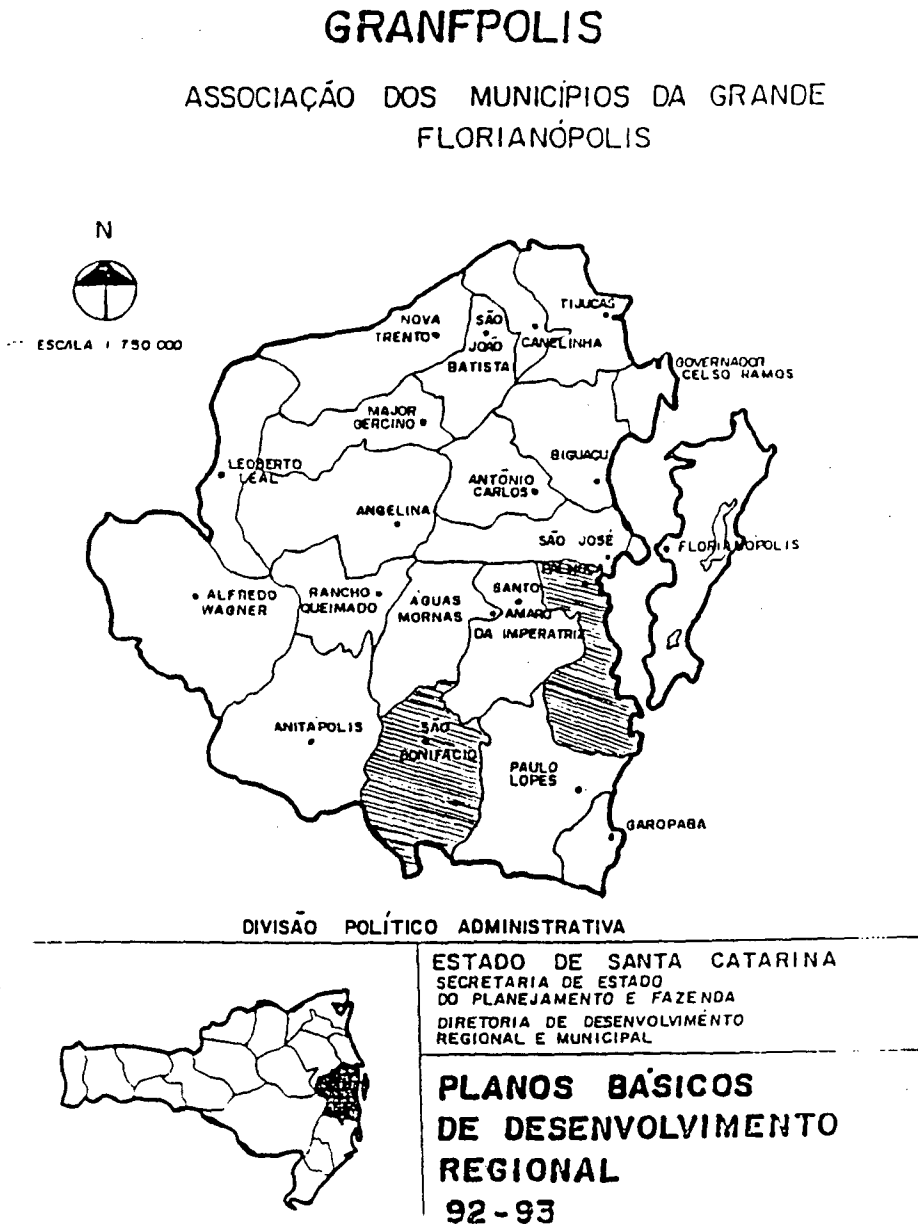 GRANFPOLIS
ASSOCIAÇÃO DOS MUNICÍPIOS DA GRANDE
FLORIANÓPOLIS
N
ESCALA 1 750 000
TIJUCAS
NOVA
TRENTO
SÃO
JOÃO
BATISTA
CANELINHA
GOVERNADOR
CELSO RAMOS
MAJOR
GERCINO
LEOBERTO
LEAL
BIGUAÇU
ANTÔNIO
CARLOS
ANGELINA
SÃO JOSÉ
FLORIANÓPOLIS
PALHOÇA
ALFREDO
WAGNER
RANCHO
QUEIMADO
ÁGUAS
MORNAS
SANTO
AMARO
DA IMPERATRIZ
ANITÁPOLIS
SÃO
BONIFÁCIO
PAULO
LOPES
GAROPABA
DIVISÃO POLÍTICO ADMINISTRATIVA
ESTADO DE SANTA CATARINA
SECRETARIA DE ESTADO
DO PLANEJAMENTO E FAZENDA
DIRETORIA DE DESENVOLVIMENTO
REGIONAL E MUNICIPAL
PLANOS BÁSICOS
DE DESENVOLVIMENTO
REGIONAL
92-93